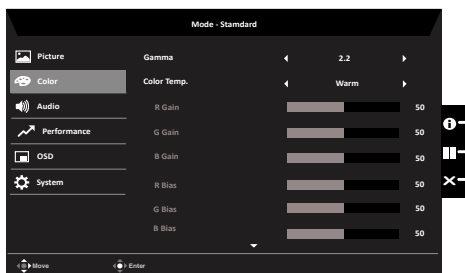 Mode - Stamdard
Picture
Color
Audio
Performance
OSD
System
Gamma 2.2
Color Temp. Warm
R Gain 50
G Gain 50
B Gain 50
R Bias 50
G Bias 50
B Bias 50
Move Enter